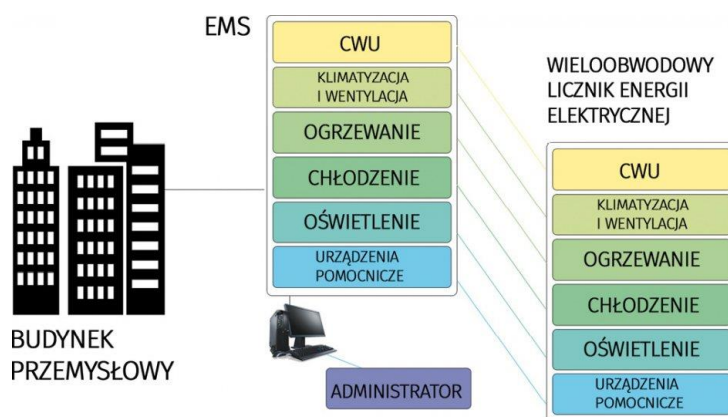 EMS
CWU
KLIMATYZACJA
I WENTYLACJA
OGRZEWANIE
CHŁODZENIE
OŚWIETLENIE
URZĄDZENIA
POMOCNICZE
BUDYNEK
PRZEMYSŁOWY
ADMINISTRATOR
WIELOOBWODOWY
LICZNIK ENERGII
ELEKTRYCZNEJ
CWU
KLIMATYZACJA
I WENTYLACJA
OGRZEWANIE
CHŁODZENIE
OŚWIETLENIE
URZĄDZENIA
POMOCNICZE